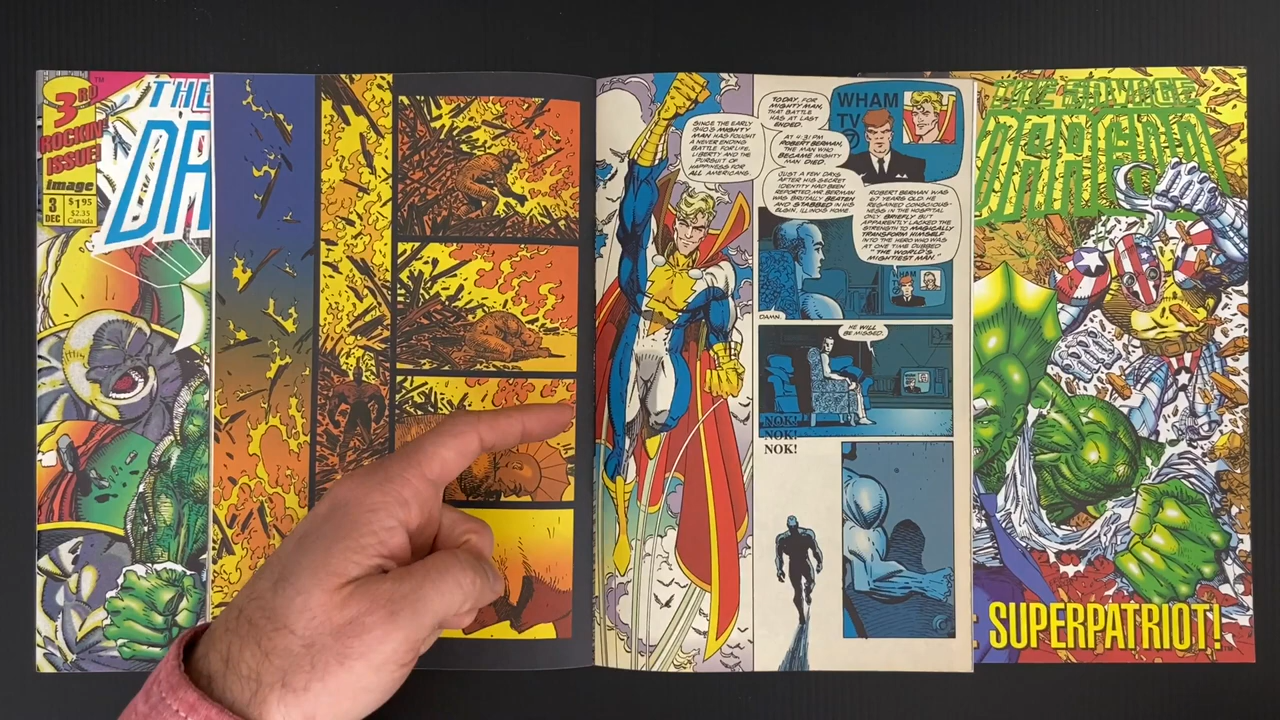 3RD
ROCKIN'
ISSUE!
Image
3
DEC
$1.95
$2.35
Canada
TM
THE
DR
SINCE THE EARLY
1940'S MIGHTY
MAN HAS FOUGHT
A NEVER ENDING
BATTLE FOR LIFE,
LIBERTY AND THE
PURSUIT OF
HAPPINESS FOR
ALL AMERICANS.
TODAY, FOR
MIGHTY MAN,
THAT BATTLE
HAS AT LAST
ENDED.
AT 4:31 PM
ROBERT BERMAN,
THE MAN WHO
BECAME MIGHTY
MAN DIED.
JUST A FEW DAYS
AFTER HIS SECRET
IDENTITY HAD BEEN
REPORTED, MR. BERMAN
WAS BRUTALLY BEATEN
AND STABBED IN HIS
ELGIN, ILLINOIS HOME.
WHAM
TV
7
ROBERT BERMAN WAS
67 YEARS OLD. HE
REGAINED CONSCIOUS-
NESS IN THE HOSPITAL
ONLY BRIEFLY BUT
APPARENTLY LACKED THE
STRENGTH TO MAGICALLY
TRANSFORM HIMSELF
INTO THE HERO WHO WAS
AT ONE TIME DUBBED
"THE WORLD'S
MIGHTIEST MAN."
WHAM
DAMN.
HE WILL
BE MISSED.
NOK!
NOK!
NOK!
THE SAVAGE
DRAGON
TM
SUPERPATRIOT!
TM